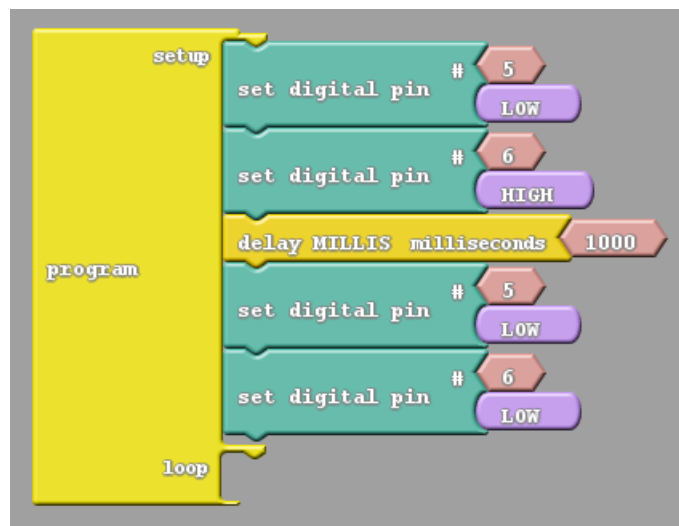 setup
# 5
set digital pin
LOW
# 6
set digital pin
HIGH
delay MILLIS milliseconds 1000
program
# 5
set digital pin
LOW
# 6
set digital pin
LOW
loop